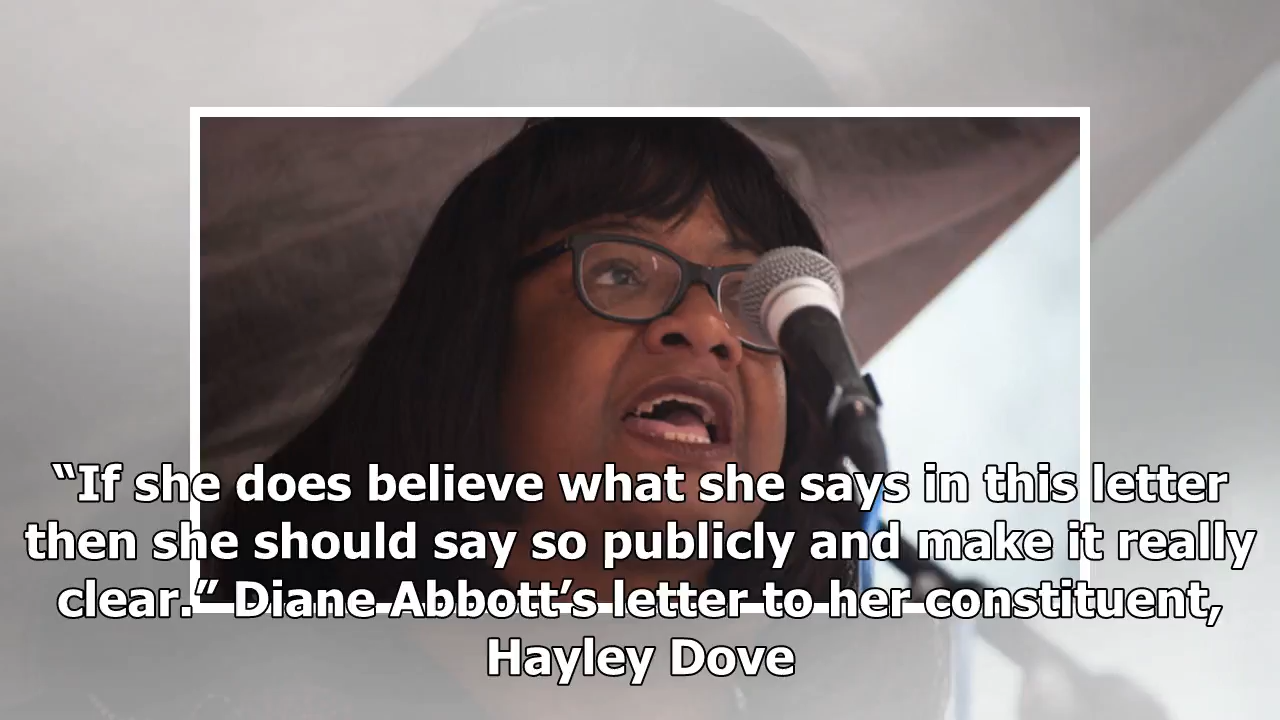 “If she does believe what she says in this letter
then she should say so publicly and make it really
clear.” Diane Abbott’s letter to her constituent,
Hayley Dove